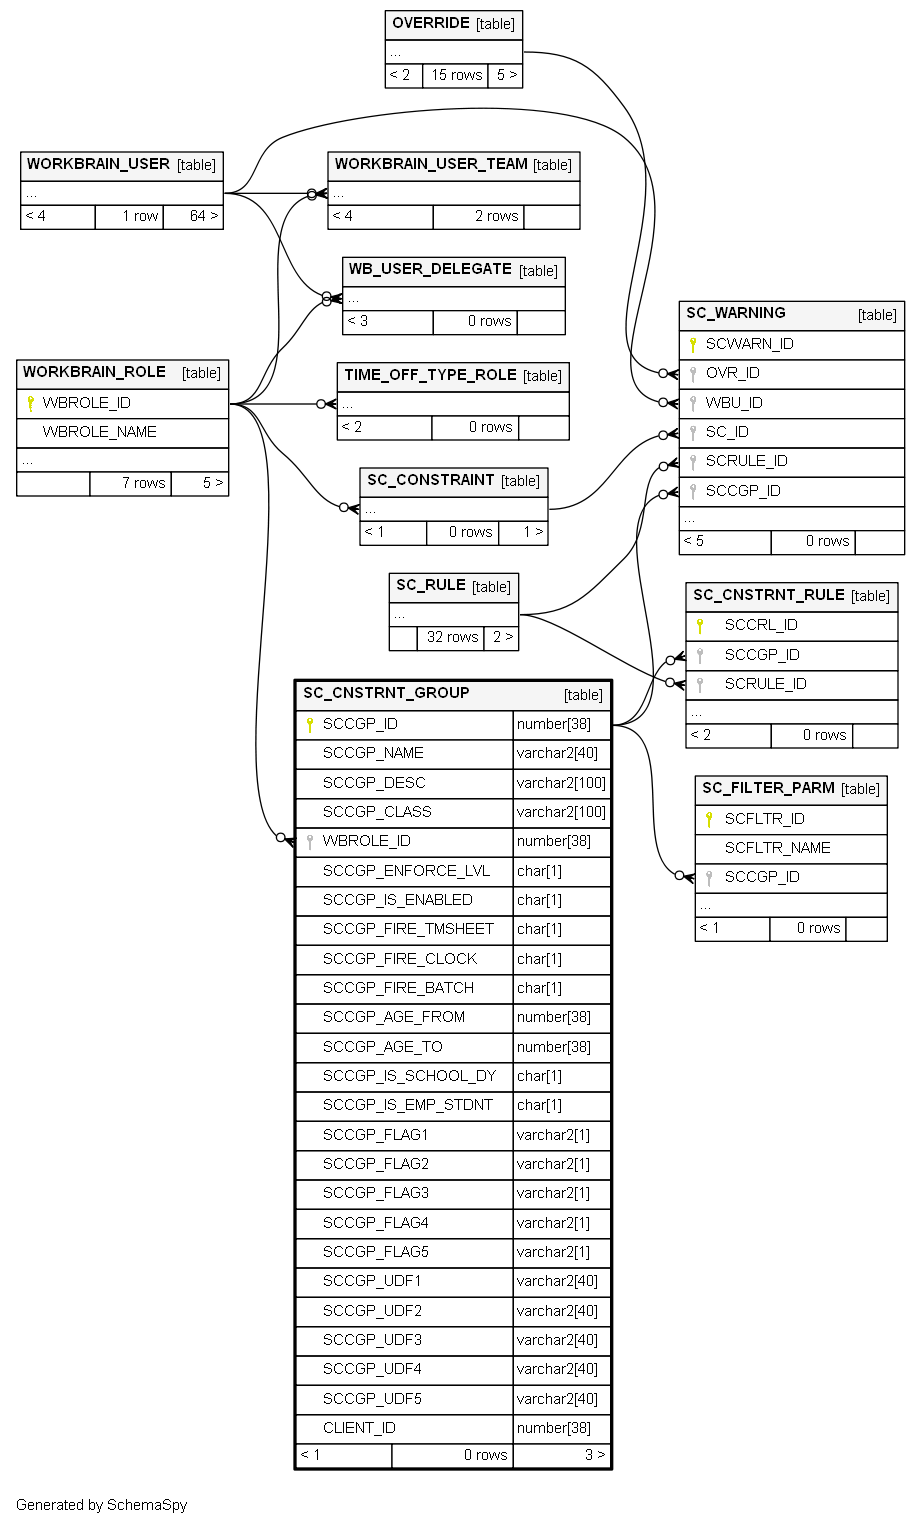 OVERRIDE [table]
...
< 2 15 rows 5 >
WORKBRAIN_USER [table]
...
< 4 1 row 64 >
WORKBRAIN_USER_TEAM [table]
...
< 4 2 rows
WB_USER_DELEGATE [table]
...
< 3 0 rows
WORKBRAIN_ROLE [table]
WBROLE_ID
WBROLE_NAME
...
7 rows 5 >
TIME_OFF_TYPE_ROLE [table]
...
< 2 0 rows
SC_CONSTRAINT [table]
...
< 1 0 rows 1 >
SC_WARNING [table]
SCWARN_ID
OVR_ID
WBU_ID
SC_ID
SCRULE_ID
SCCGP_ID
...
< 5 0 rows
SC_RULE [table]
...
32 rows 2 >
SC_CNSTRNT_RULE [table]
SCCRL_ID
SCCGP_ID
SCRULE_ID
...
< 2 0 rows
SC_FILTER_PARM [table]
SCFLTR_ID
SCFLTR_NAME
SCCGP_ID
...
< 1 0 rows
SC_CNSTRNT_GROUP [table]
SCCGP_ID number[38]
SCCGP_NAME varchar2[40]
SCCGP_DESC varchar2[100]
SCCGP_CLASS varchar2[100]
WBROLE_ID number[38]
SCCGP_ENFORCE_LVL char[1]
SCCGP_IS_ENABLED char[1]
SCCGP_FIRE_TMSHEET char[1]
SCCGP_FIRE_CLOCK char[1]
SCCGP_FIRE_BATCH char[1]
SCCGP_AGE_FROM number[38]
SCCGP_AGE_TO number[38]
SCCGP_IS_SCHOOL_DY char[1]
SCCGP_IS_EMP_STDNT char[1]
SCCGP_FLAG1 varchar2[1]
SCCGP_FLAG2 varchar2[1]
SCCGP_FLAG3 varchar2[1]
SCCGP_FLAG4 varchar2[1]
SCCGP_FLAG5 varchar2[1]
SCCGP_UDF1 varchar2[40]
SCCGP_UDF2 varchar2[40]
SCCGP_UDF3 varchar2[40]
SCCGP_UDF4 varchar2[40]
SCCGP_UDF5 varchar2[40]
CLIENT_ID number[38]
< 1 0 rows 3 >
Generated by SchemaSpy